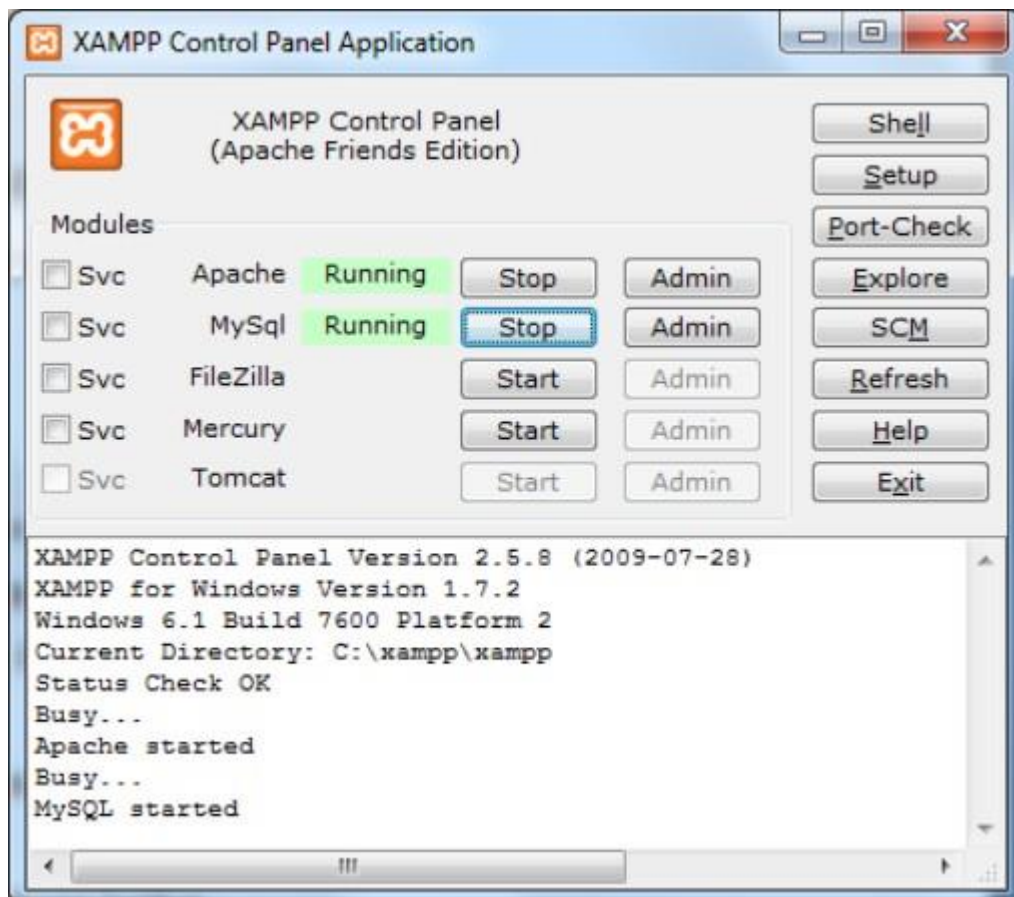 XAMPP Control Panel Application
XAMPP Control Panel
(Apache Friends Edition)
Shell
Setup
Port-Check
Explore
SCM
Refresh
Help
Exit
Modules
Svc Apache Running Stop Admin
Svc MySql Running Stop Admin
Svc FileZilla Start Admin
Svc Mercury Start Admin
Svc Tomcat Start Admin
XAMPP Control Panel Version 2.5.8 (2009-07-28)
XAMPP for Windows Version 1.7.2
Windows 6.1 Build 7600 Platform 2
Current Directory: C:\xampp\xampp
Status Check OK
Busy...
Apache started
Busy...
MySQL started